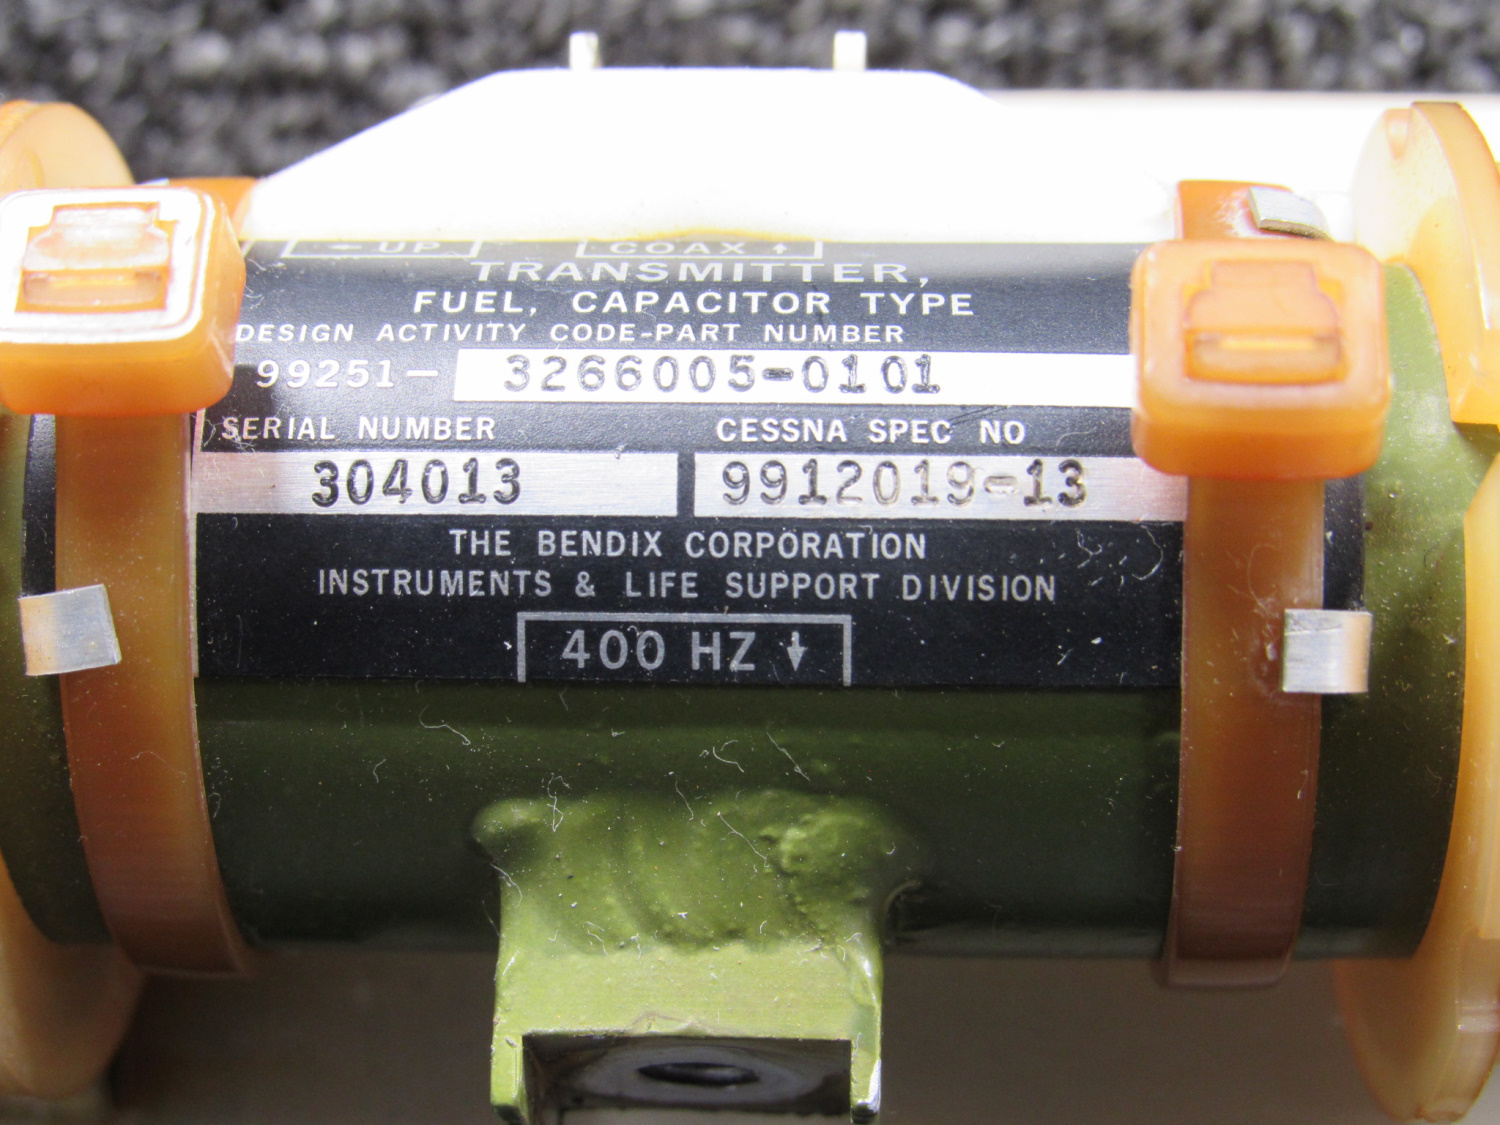 ← UP COAX ↑
TRANSMITTER,
FUEL, CAPACITOR TYPE
DESIGN ACTIVITY CODE-PART NUMBER
99251- 3266005-0101
SERIAL NUMBER CESSNA SPEC NO
304013 9912019-13
THE BENDIX CORPORATION
INSTRUMENTS & LIFE SUPPORT DIVISION
400 HZ ↓